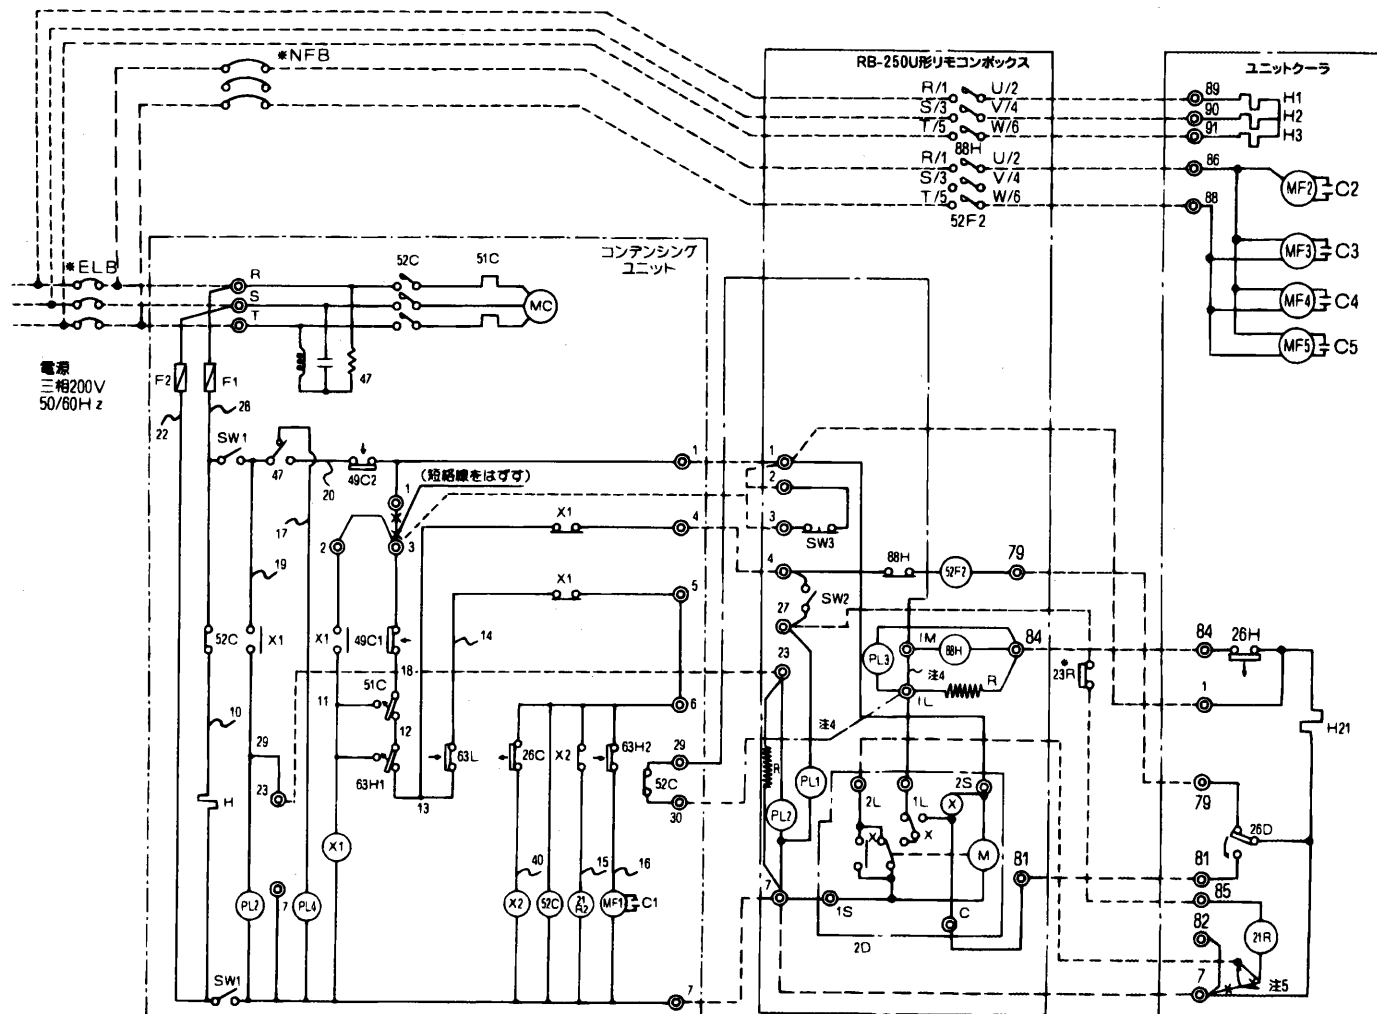 *NFB
RB-250U形リモコンボックス
ユニットクーラ
R/1 U/2
S/3 V/4
T/5 W/6
88H
R/1 U/2
S/3 V/4
T/5 W/6
52F2
89 H1
90 H2
91 H3
86
MF2 C2
88
MF3 C3
MF4 C4
MF5 C5
コンデンシング
ユニット
*ELB
R
S
T
52C
51C
MC
電源
三相200V
50/60Hz
F2
F1
47
22
28
SW1
47
20
49C2
1
1
(短絡線をはずす)
1
2
3
SW3
17
2
3
X1
4
4
88H
52F2
79
19
X1
5
SW2
27
14
52C
X1
X1
49C1
18
23
PL3
1M
88H
84
注4
R
1L
84
26H
*
23R
1
H21
10
11
51C
12
6
注4
29
23
63H1
63L
26C
X2
63H2
29
52C
30
13
H
R
PL1
PL2
2L
1L
2S
X
X
X
M
79
26D
X1
40
15
16
81
81
85
PL2
7
PL4
X2
52C
21
R2
MF1
C1
7
1S
C
2D
82
21R
SW1
7
7
注5